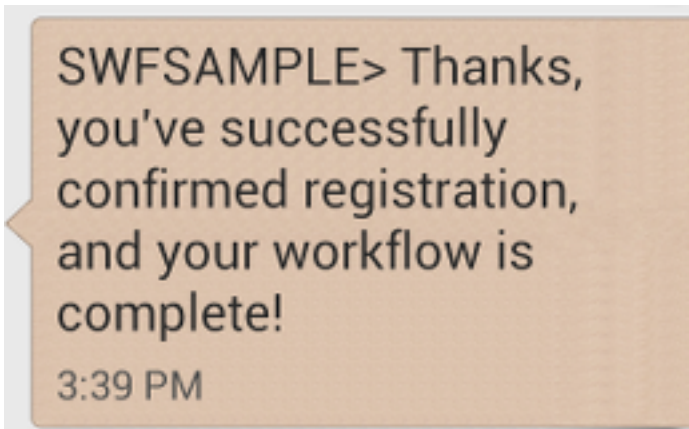 SWFSAMPLE> Thanks,
you've successfully
confirmed registration,
and your workflow is
complete!
3:39 PM